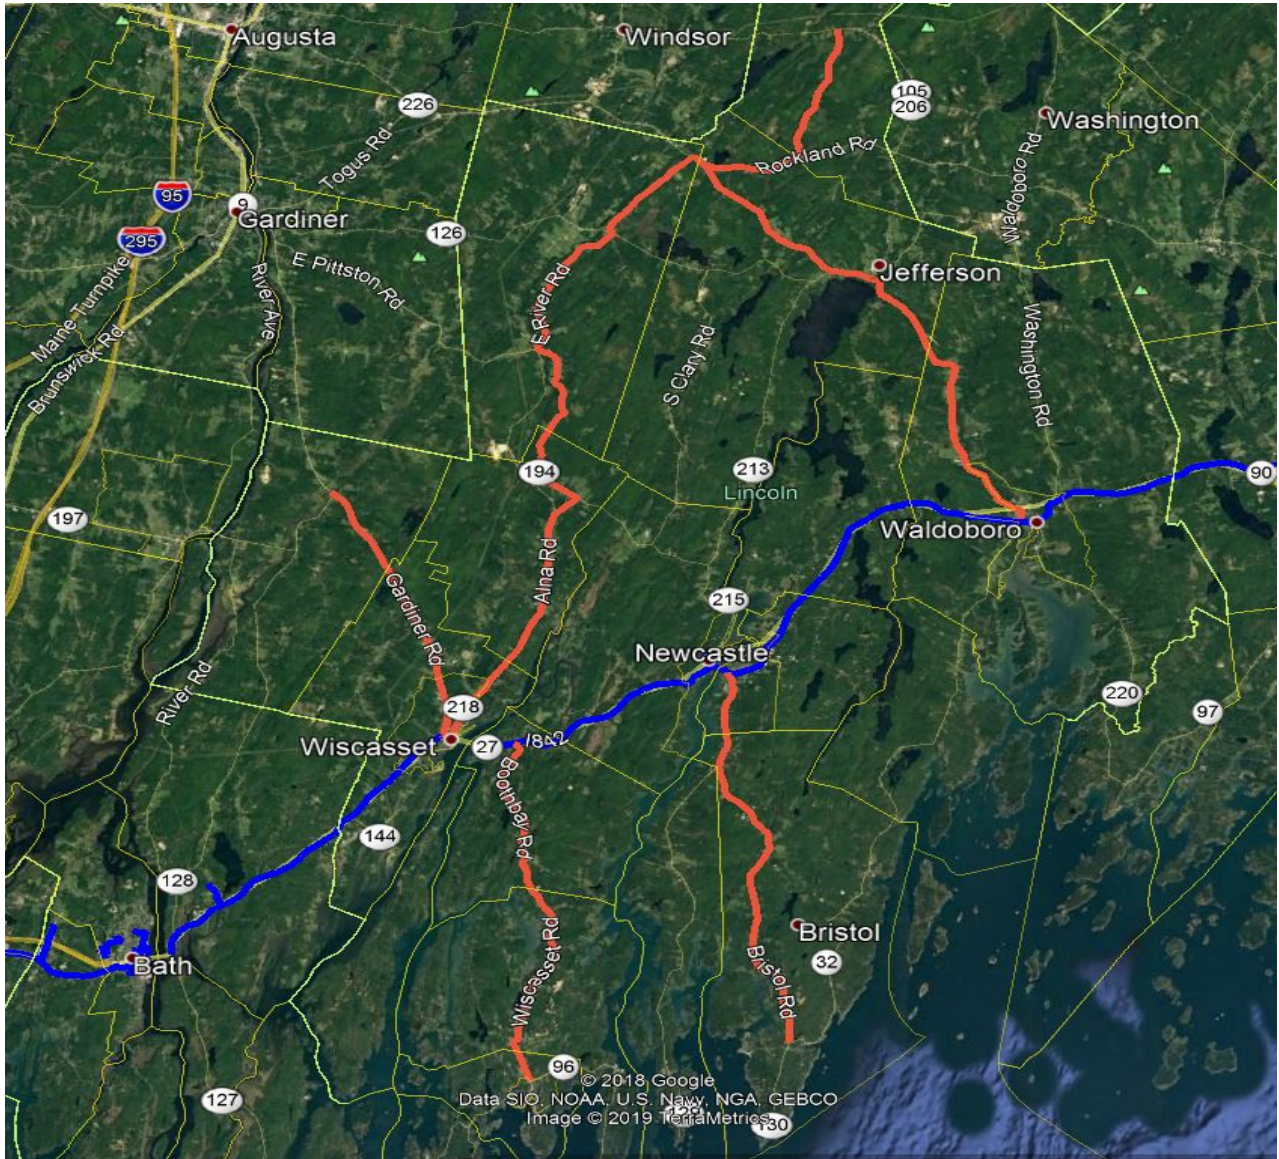 Augusta
Windsor
105
206
226
Washington
Togus Rd
Rockland Rd
Waldoboro Rd
95
9
Gardiner
126
295
E Pittston Rd
Jefferson
Maine Turnpike
River Ave
E River Rd
Brunswick Rd
S Clary Rd
Washington Rd
194
213
Lincoln
90
197
Waldoboro
Alna Rd
Gardiner Rd
215
Newcastle
River Rd
218
220
97
Wiscasset
27
Boothbay Rd
144
128
Wiscasset Rd
Bristol
Bath
32
Bristol Rd
96
127
© 2018 Google
Data SIO, NOAA, U.S. Navy, NGA, GEBCO
Image © 2019 TerraMetrics
129
130